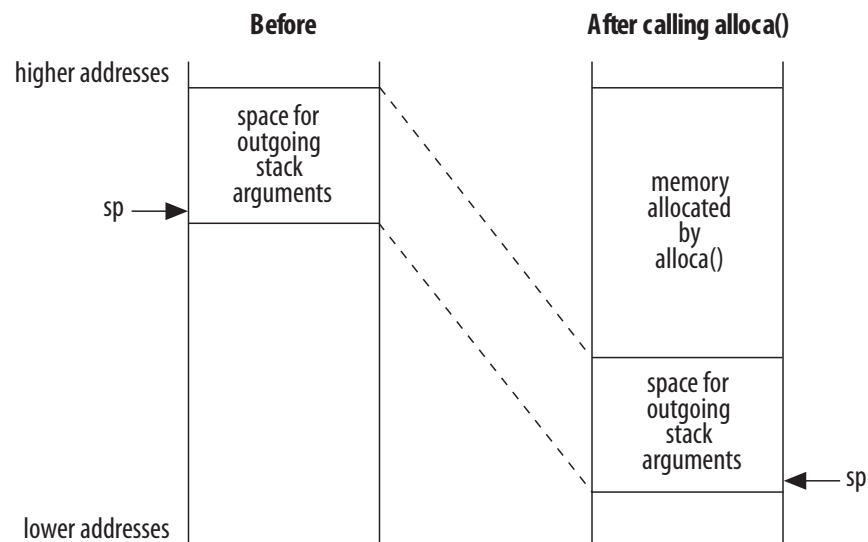 Before
After calling alloca()
higher addresses
space for
outgoing
stack
arguments
sp
memory
allocated
by
alloca()
space for
outgoing
stack
arguments
sp
lower addresses